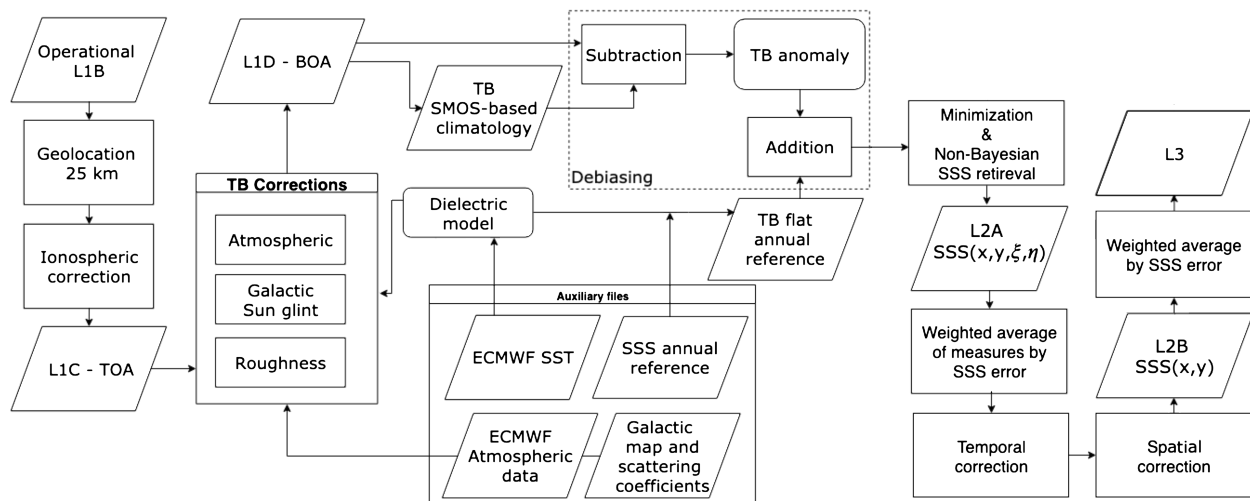 Operational
L1B
Geolocation
25 km
Ionospheric
correction
L1C - TOA
L1D - BOA
TB Corrections
Atmospheric
Galactic
Sun glint
Roughness
TB
SMOS-based
climatology
Subtraction
TB anomaly
Addition
Debiasing
Dielectric
model
TB flat
annual
reference
Auxiliary files
ECMWF SST
SSS annual
reference
ECMWF
Atmospheric
data
Galactic
map and
scattering
coefficients
Minimization
&
Non-Bayesian
SSS retireval
L2A
SSS(x,y,ξ,η)
Weighted average
of measures by
SSS error
Temporal
correction
Spatial
correction
L2B
SSS(x,y)
Weighted average
by SSS error
L3